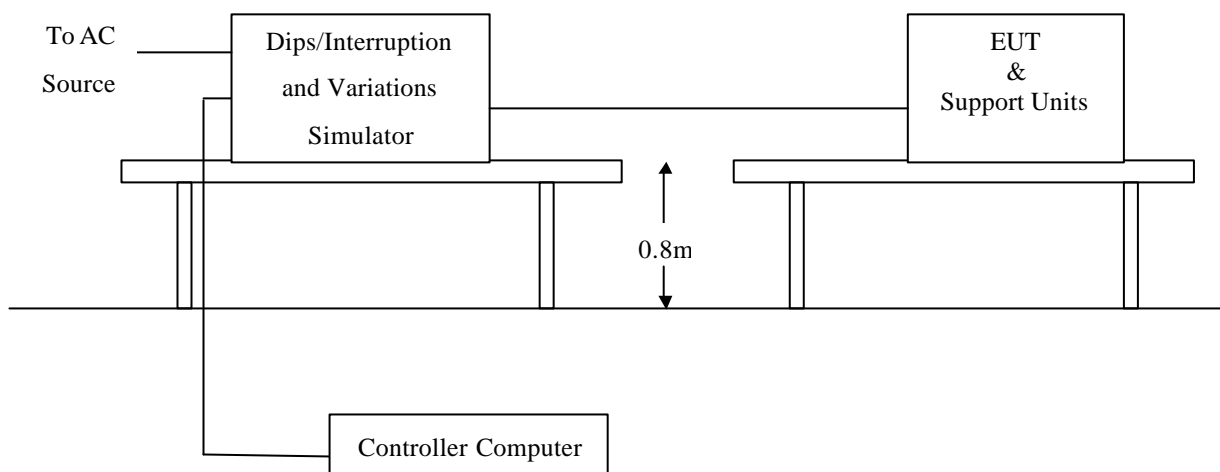 To AC
Source
Dips/Interruption
and Variations
Simulator
EUT
&
Support Units
0.8m
Controller Computer